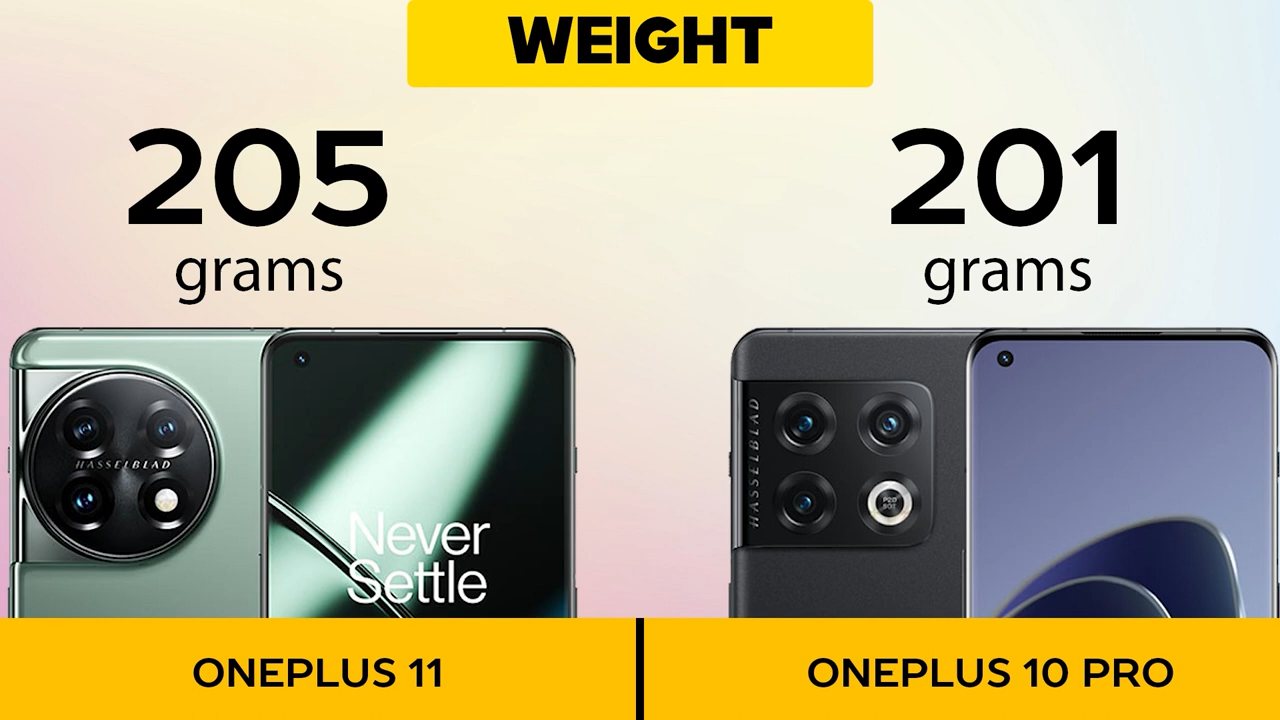 WEIGHT
205
grams
201
grams
HASSELBLAD
Never
Settle
HASSELBLAD
ONEPLUS 11
ONEPLUS 10 PRO